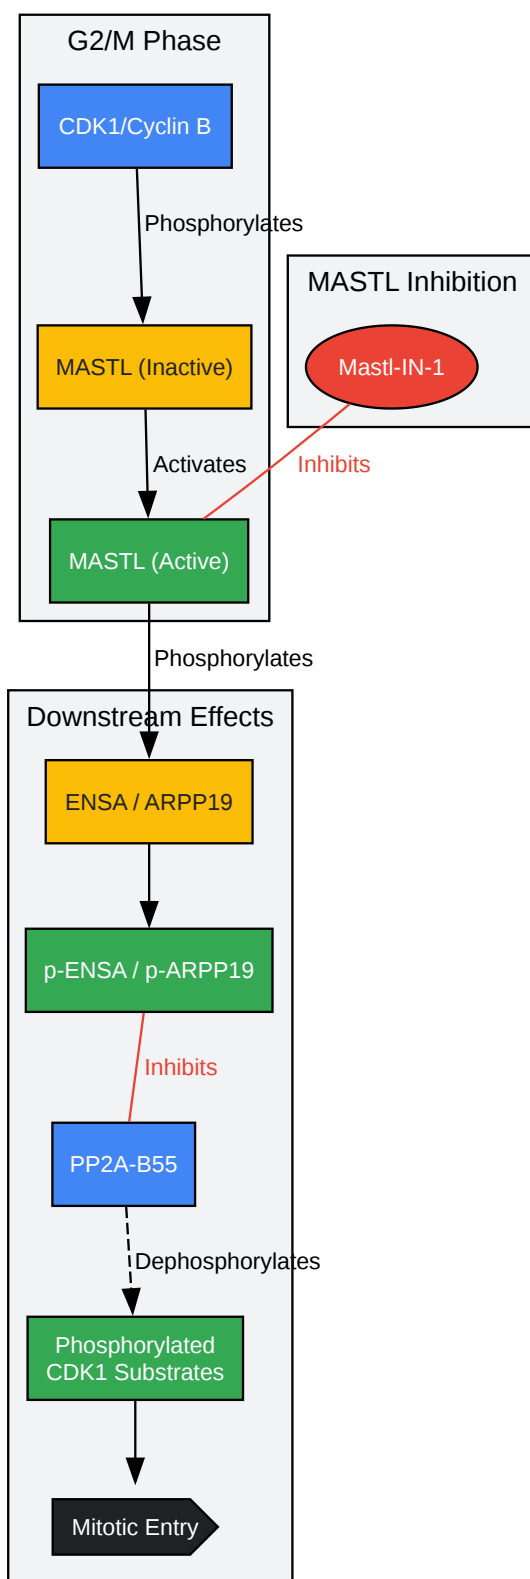 G2/M Phase
CDK1/Cyclin B
Phosphorylates
MASTL Inhibition
MASTL (Inactive)
Mastl-IN-1
Activates
Inhibits
MASTL (Active)
Phosphorylates
Downstream Effects
ENSA / ARPP19
p-ENSA / p-ARPP19
Inhibits
PP2A-B55
Dephosphorylates
Phosphorylated
CDK1 Substrates
Mitotic Entry